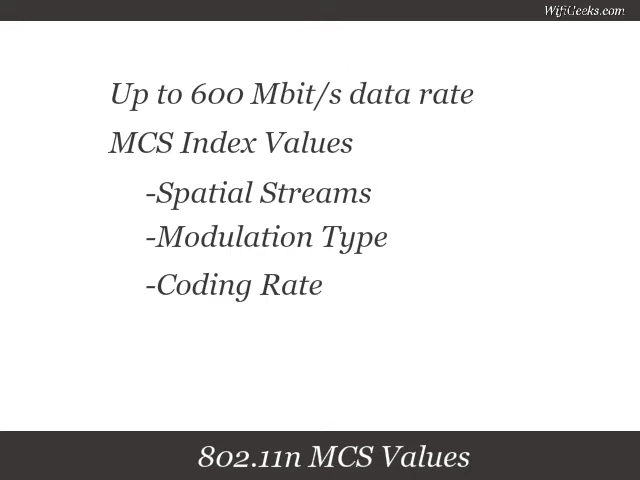 WifiGeeks.com
Up to 600 Mbit/s data rate
MCS Index Values
-Spatial Streams
-Modulation Type
-Coding Rate
802.11n MCS Values